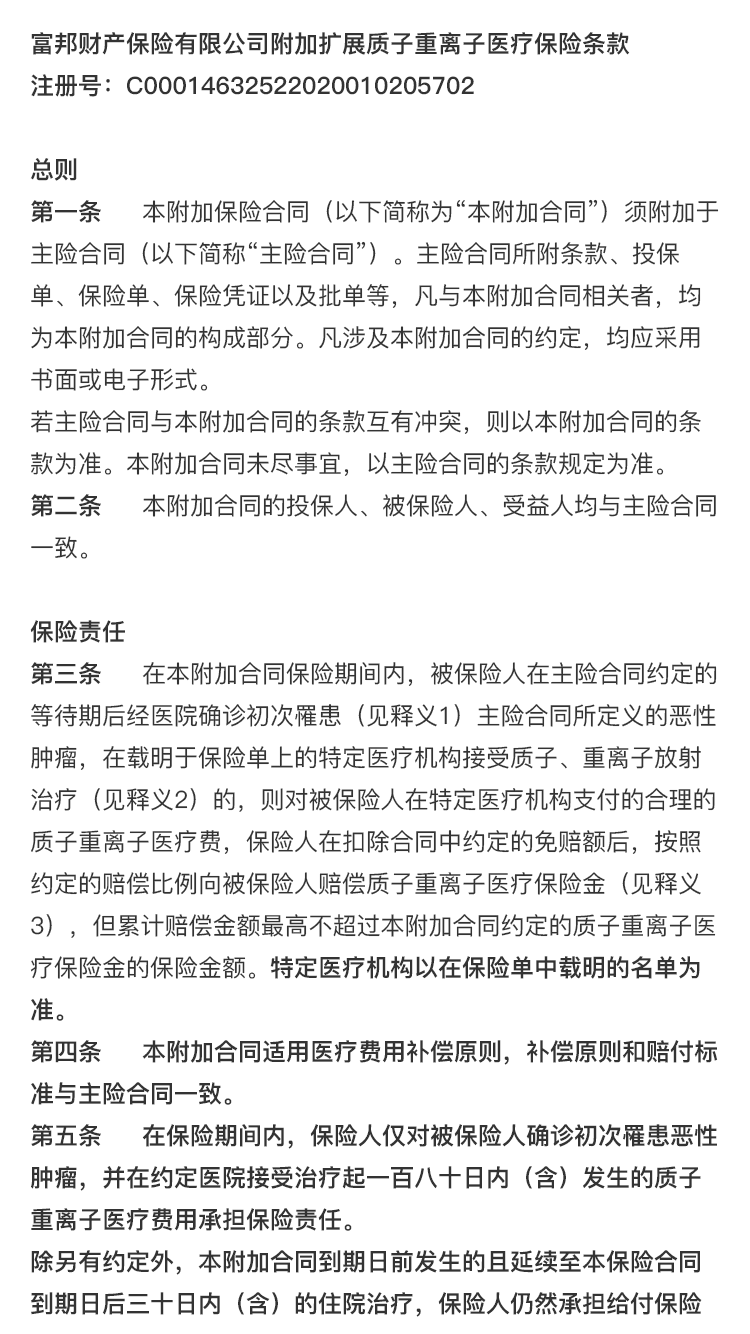 富邦财产保险有限公司附加扩展质子重离子医疗保险条款
注册号：C00014632522020010205702
总则
第一条 本附加保险合同（以下简称为“本附加合同”）须附加于
主险合同（以下简称“主险合同”）。主险合同所附条款、投保
单、保险单、保险凭证以及批单等，凡与本附加合同相关者，均
为本附加合同的构成部分。凡涉及本附加合同的约定，均应采用
书面或电子形式。
若主险合同与本附加合同的条款互有冲突，则以本附加合同的条
款为准。本附加合同未尽事宜，以主险合同的条款规定为准。
第二条 本附加合同的投保人、被保险人、受益人均与主险合同
一致。
保险责任
第三条 在本附加合同保险期间内，被保险人在主险合同约定的
等待期后经医院确诊初次罹患（见释义1）主险合同所定义的恶性
肿瘤，在载明于保险单上的特定医疗机构接受质子、重离子放射
治疗（见释义2）的，则对被保险人在特定医疗机构支付的合理的
质子重离子医疗费，保险人在扣除合同中约定的免赔额后，按照
约定的赔偿比例向被保险人赔偿质子重离子医疗保险金（见释义
3），但累计赔偿金额最高不超过本附加合同约定的质子重离子医
疗保险金的保险金额。特定医疗机构以在保险单中载明的名单为
准。
第四条 本附加合同适用医疗费用补偿原则，补偿原则和赔付标
准与主险合同一致。
第五条 在保险期间内，保险人仅对被保险人确诊初次罹患恶性
肿瘤，并在约定医院接受治疗起一百八十日内（含）发生的质子
重离子医疗费用承担保险责任。
除另有约定外，本附加合同到期日前发生的且延续至本保险合同
到期日后三十日内（含）的住院治疗，保险人仍然承担给付保险